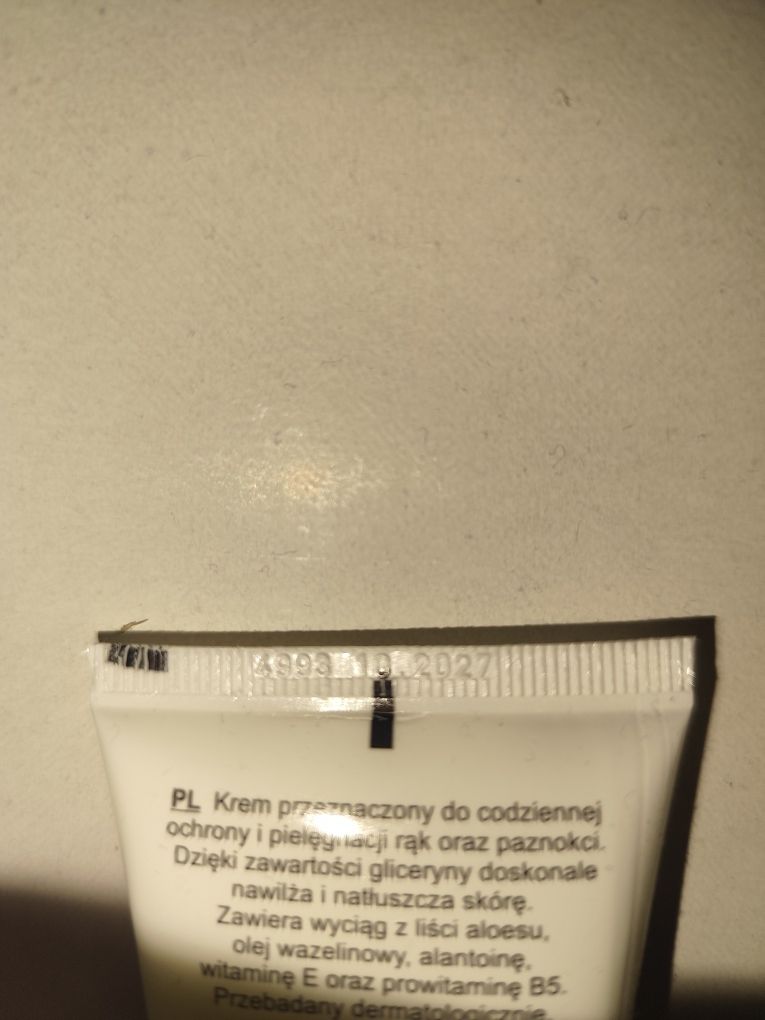 4993 10.2027
PL Krem przeznaczony do codziennej
ochrony i pielęgnacji rąk oraz paznokci.
Dzięki zawartości gliceryny doskonale
nawilża i natłuszcza skórę.
Zawiera wyciąg z liści aloesu,
olej wazelinowy, alantoinę,
witaminę E oraz prowitaminę B5.
Przebadany dermatologicznie.